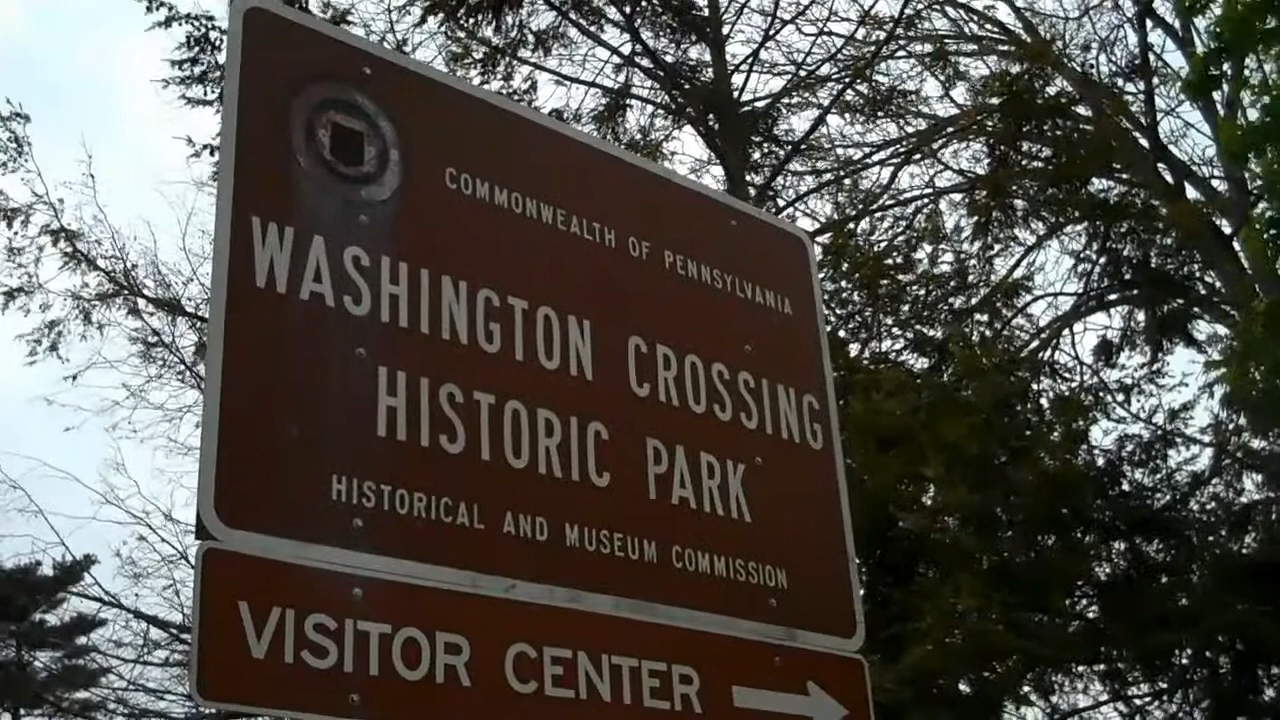 COMMONWEALTH OF PENNSYLVANIA
WASHINGTON CROSSING
HISTORIC PARK
HISTORICAL AND MUSEUM COMMISSION
VISITOR CENTER